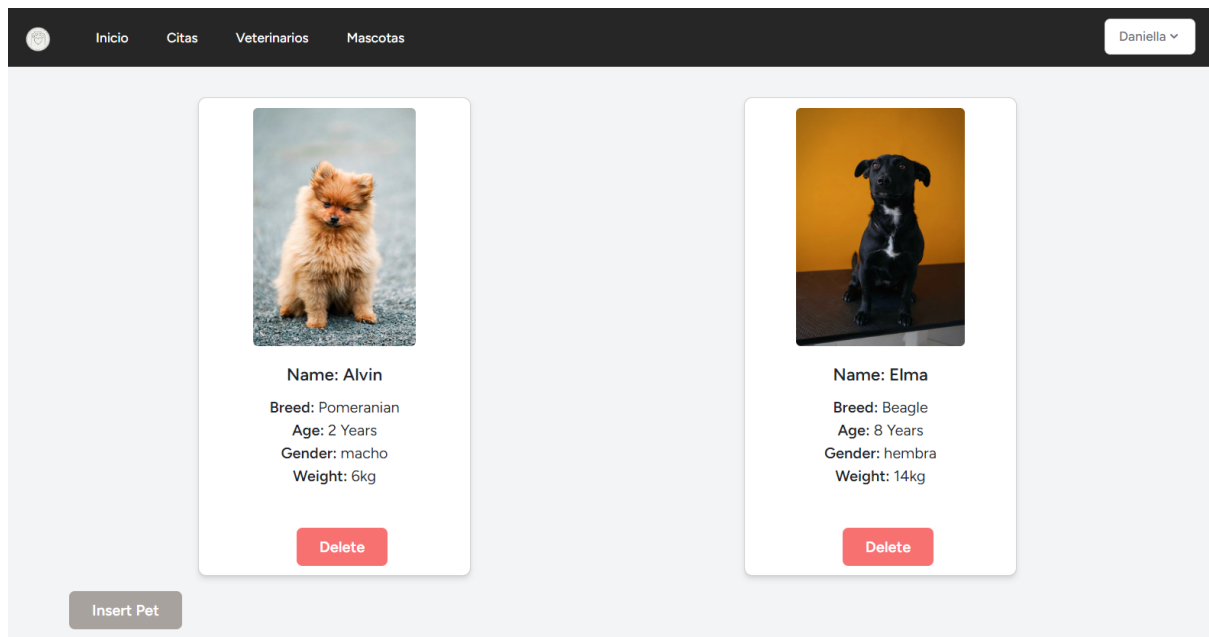 Inicio Citas Veterinarios Mascotas Daniella
Name: Alvin
Breed: Pomeranian
Age: 2 Years
Gender: macho
Weight: 6kg
Delete
Name: Elma
Breed: Beagle
Age: 8 Years
Gender: hembra
Weight: 14kg
Delete
Insert Pet